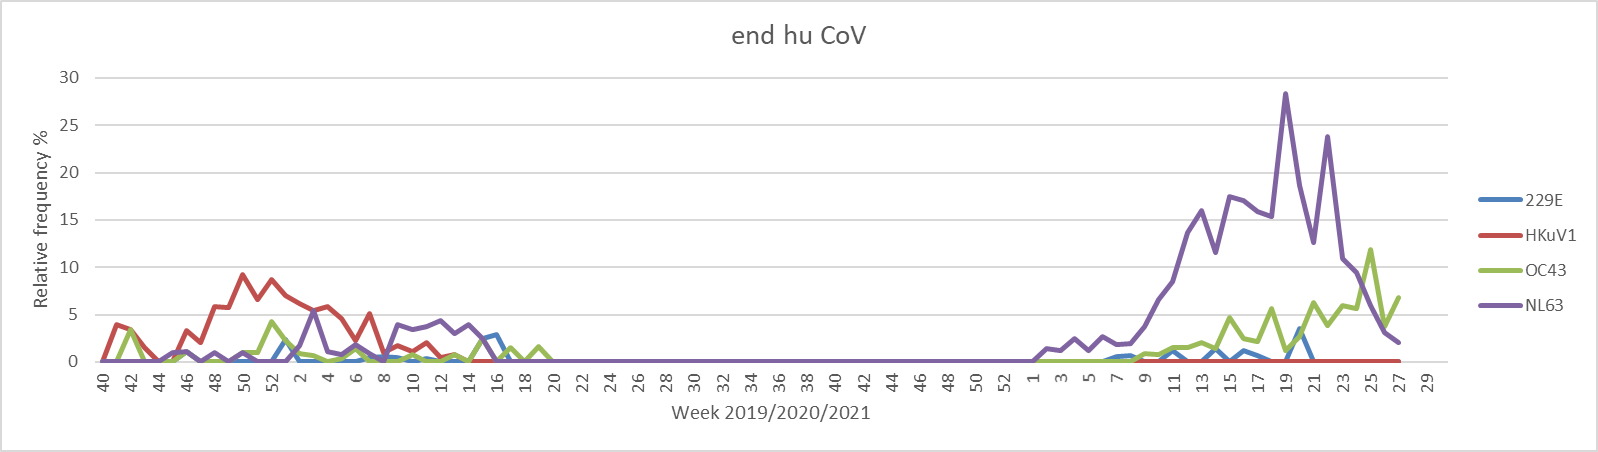 end hu CoV
Relative frequency %
30
25
20
15
10
5
0
40 42 44 46 48 50 52 2 4 6 8 10 12 14 16 18 20 22 24 26 28 30 32 34 36 38 40 42 44 46 48 50 52 1 3 5 7 9 11 13 15 17 19 21 23 25 27 29
Week 2019/2020/2021
229E
HKuV1
OC43
NL63